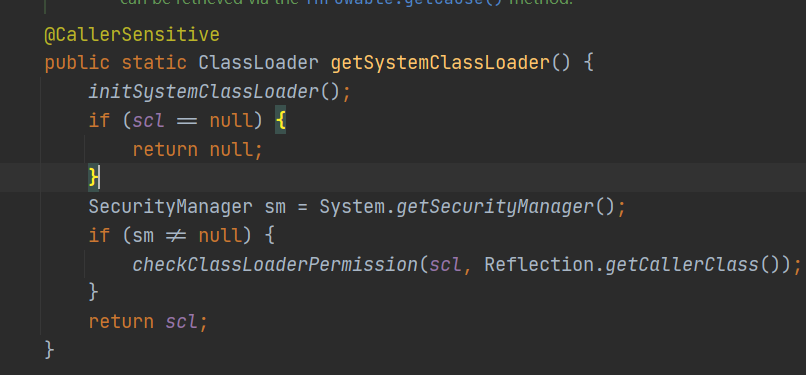 can be retrieved via the Throwable.getCause() method.
@CallerSensitive
public static ClassLoader getSystemClassLoader() {
    initSystemClassLoader();
    if (scl == null) {
        return null;
    }
    SecurityManager sm = System.getSecurityManager();
    if (sm != null) {
        checkClassLoaderPermission(scl, Reflection.getCallerClass());
    }
    return scl;
}